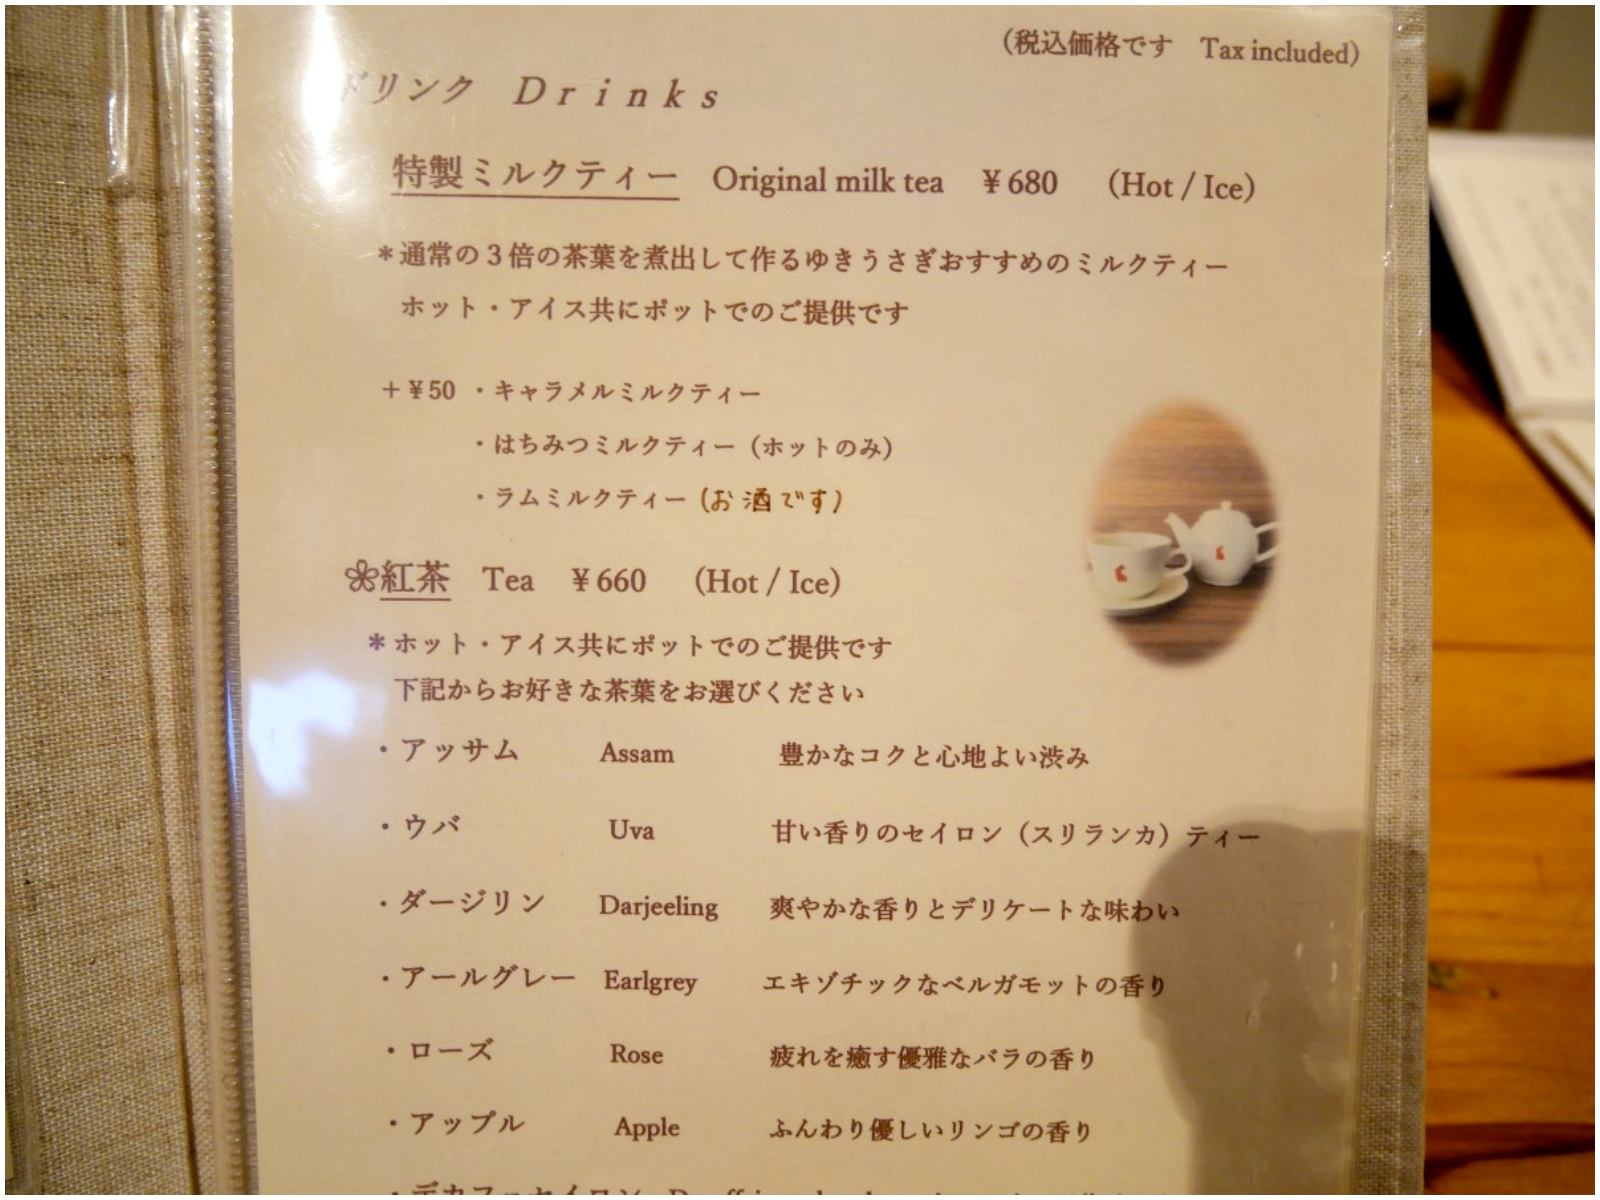 (税込価格です Tax included)
ドリンク Drinks
特製ミルクティー Original milk tea ¥680 (Hot / Ice)
*通常の3倍の茶葉を煮出して作るゆきうさぎおすすめのミルクティー
ホット・アイス共にポットでのご提供です
+¥50 ・キャラメルミルクティー
・はちみつミルクティー(ホットのみ)
・ラムミルクティー(お酒です)
紅茶 Tea ¥660 (Hot / Ice)
*ホット・アイス共にポットでのご提供です
下記からお好きな茶葉をお選びください
・アッサム Assam 豊かなコクと心地よい渋み
・ウバ Uva 甘い香りのセイロン(スリランカ)ティー
・ダージリン Darjeeling 爽やかな香りとデリケートな味わい
・アールグレー Earlgrey エキゾチックなベルガモットの香り
・ローズ Rose 疲れを癒す優雅なバラの香り
・アップル Apple ふんわり優しいリンゴの香り
・デカフェセイロン